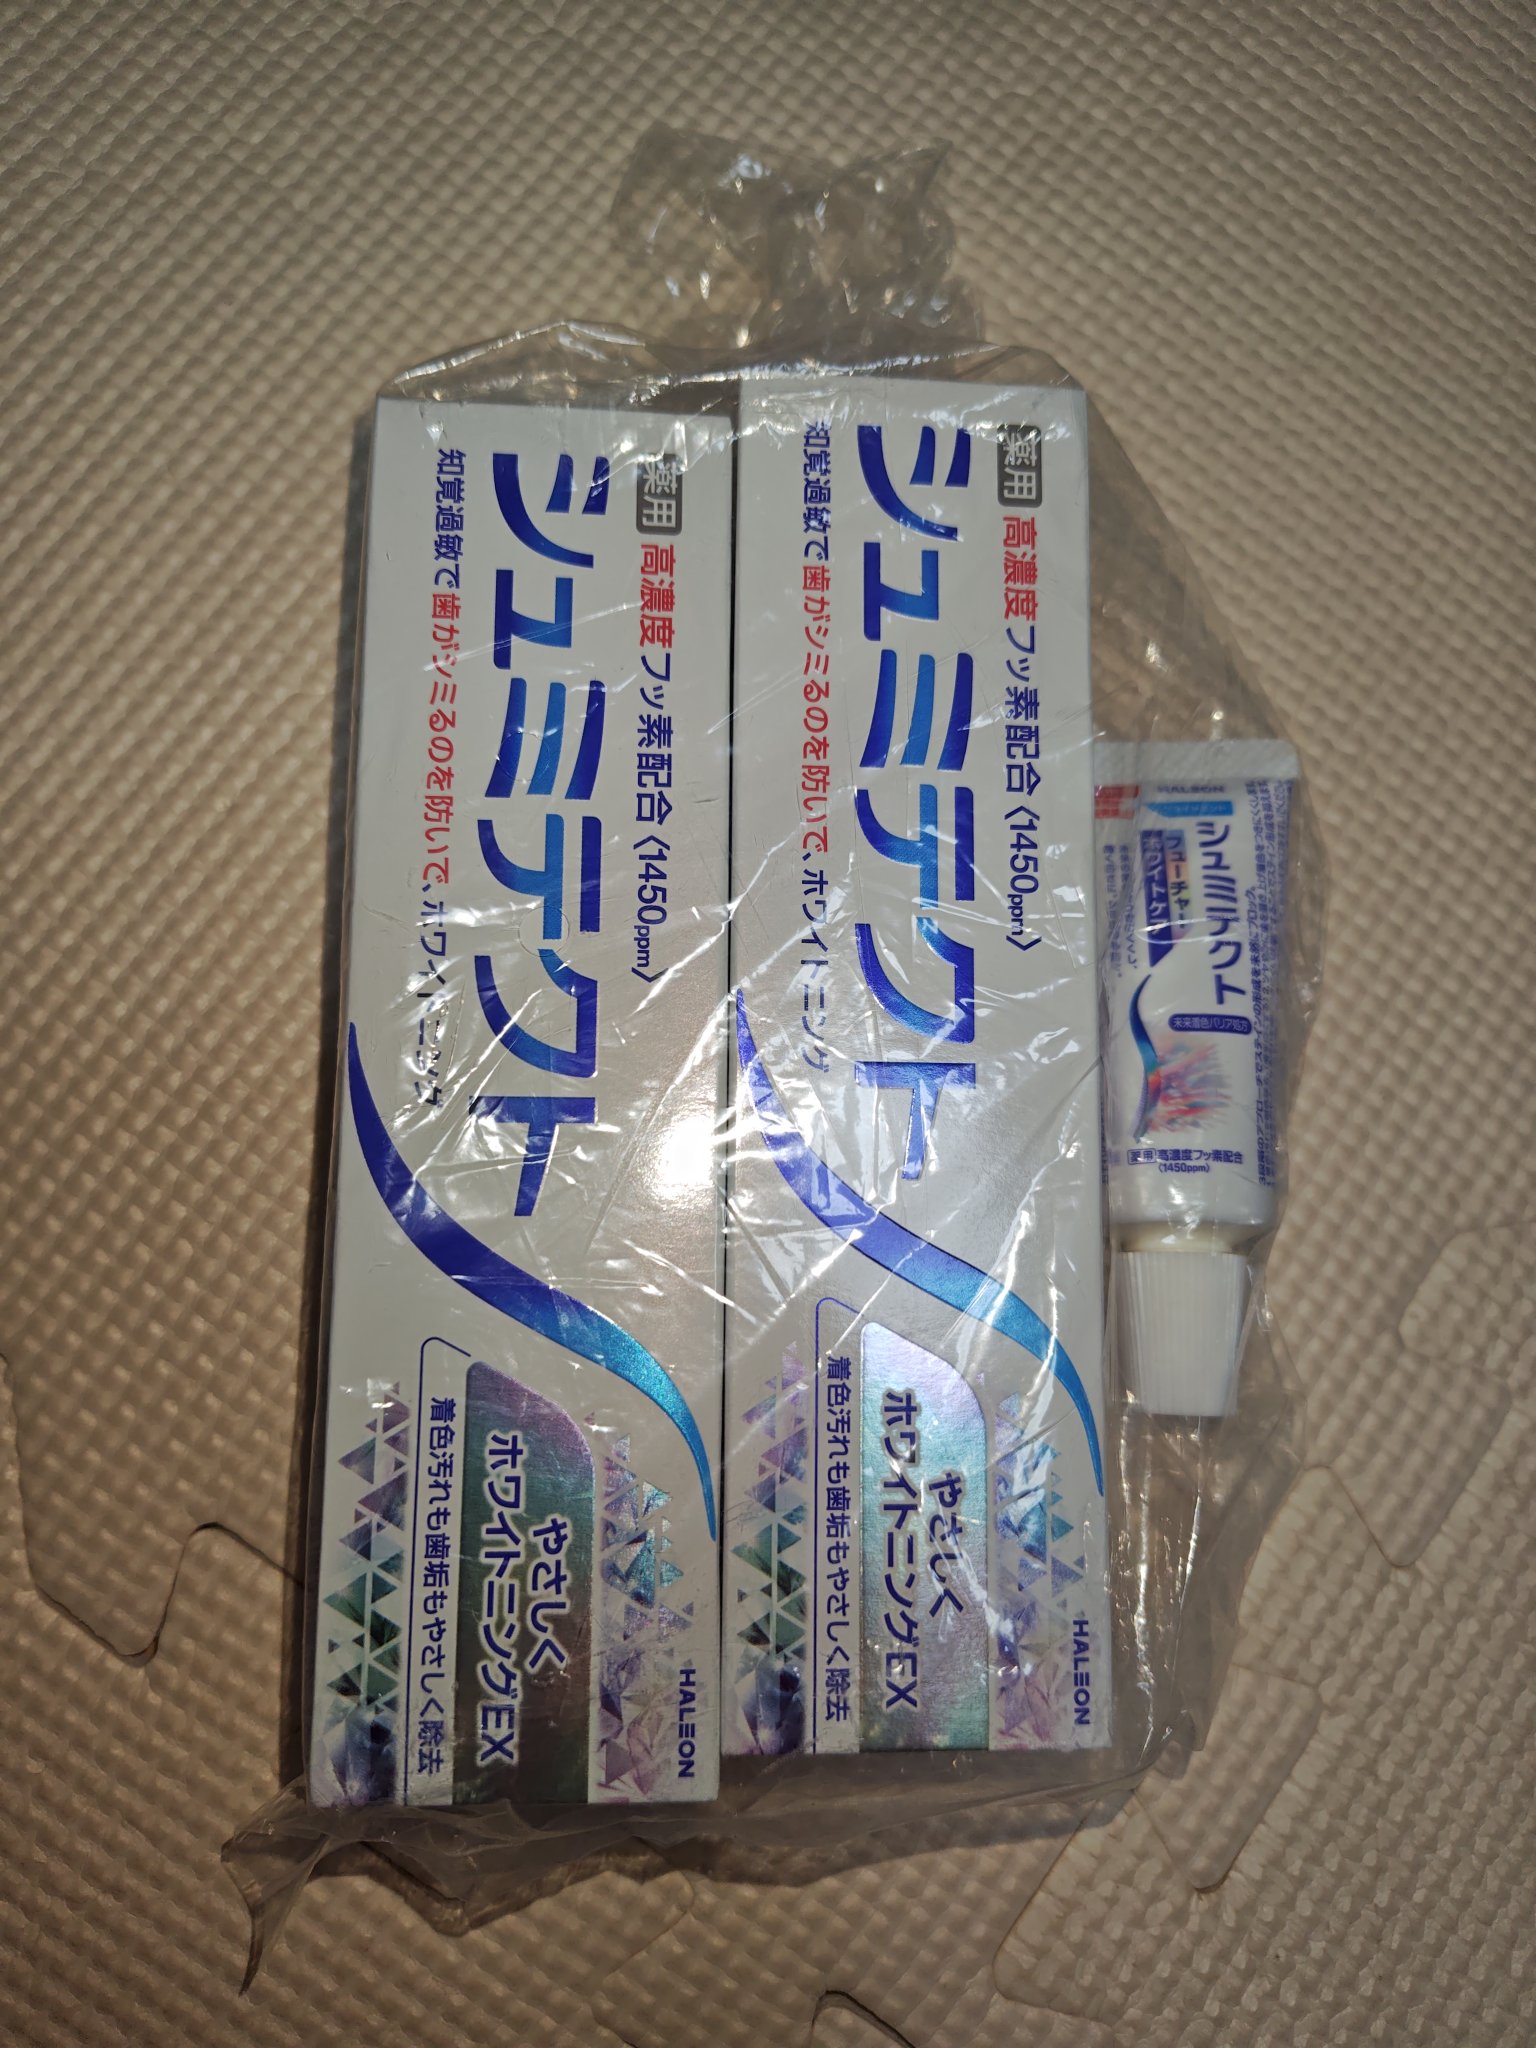 薬用 高濃度フッ素配合〈1450ppm〉
シュミテクト
知覚過敏で歯がシミるのを防いで、ホワイトニング
やさしく
ホワイトニングEX
着色汚れも歯垢もやさしく除去
HALEON
薬用 高濃度フッ素配合〈1450ppm〉
シュミテクト
知覚過敏で歯がシミるのを防いで、ホワイトニング
やさしく
ホワイトニングEX
着色汚れも歯垢もやさしく除去
HALEON
HALEON
シュミテクト
フューチャー
ホワイトケア
未来着色バリア処方
薬用 高濃度フッ素配合
(1450ppm)